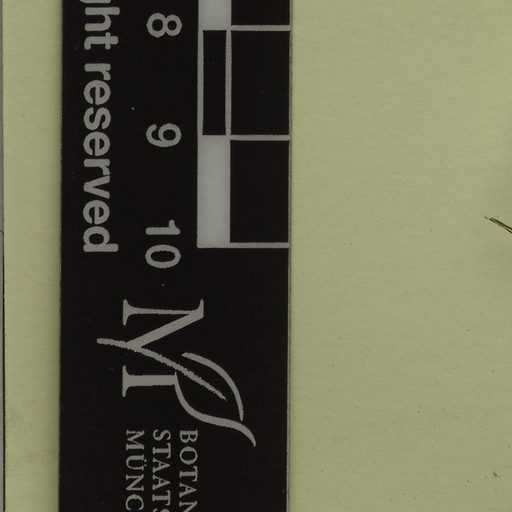 ght reserved
8
9
10
M
BOTAN
STAATS
MÜNC